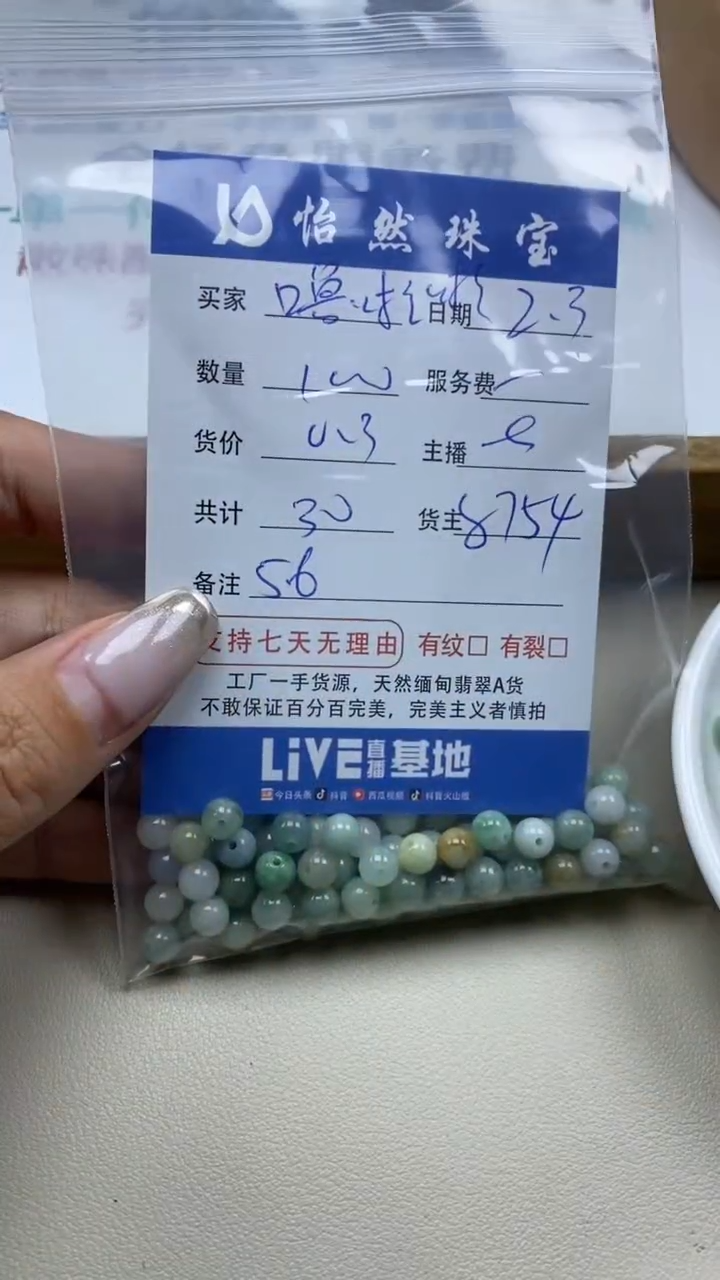 怡然珠宝
买家 日期 2.3
数量 100 服务费
货价 0.3 主播
共计 30 货主 8754
备注 56
支持七天无理由 有纹□ 有裂□
工厂一手货源，天然缅甸翡翠A货
不敢保证百分百完美，完美主义者慎拍
LiVE直播基地
今日头条 抖音 西瓜视频 抖音火山版